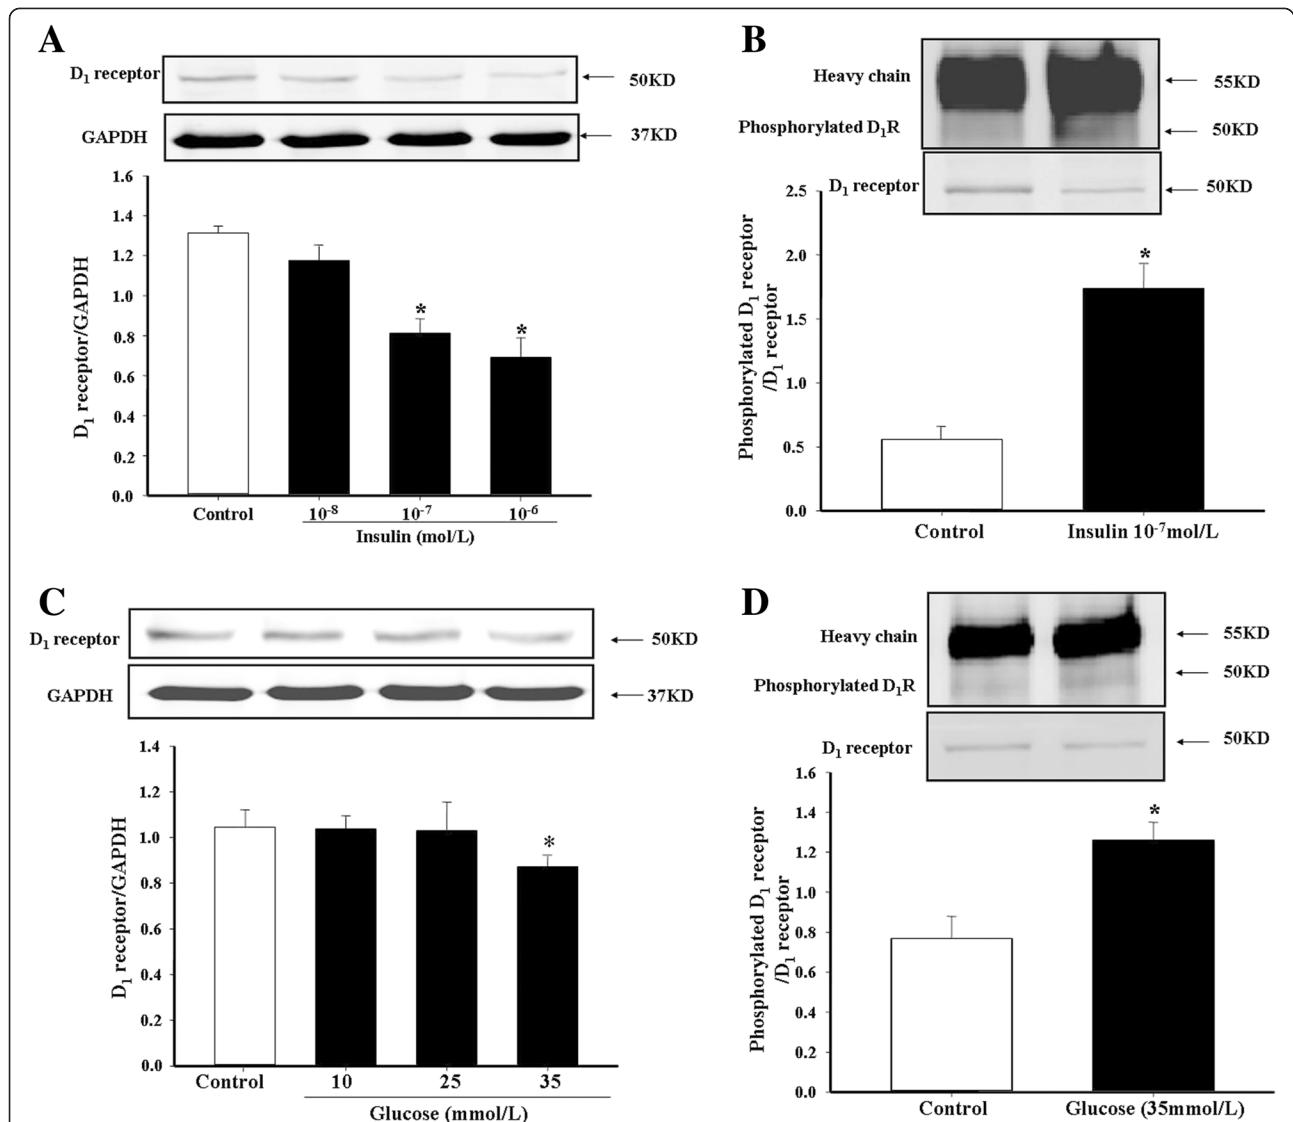 A
D1 receptor
50KD
GAPDH
37KD
D1 receptor/GAPDH
1.6
1.4
1.2
1.0
0.8
0.6
0.4
0.2
0.0
*
*
Control
10-8
10-7
10-6
Insulin (mol/L)
B
Heavy chain
55KD
Phosphorylated D1R
50KD
D1 receptor
50KD
Phosphorylated D1 receptor
/D1 receptor
2.5
2.0
1.5
1.0
0.5
0.0
*
Control
Insulin 10-7mol/L
C
D1 receptor
50KD
GAPDH
37KD
D1 receptor/GAPDH
1.4
1.2
1.0
0.8
0.6
0.4
0.2
0.0
*
Control
10
25
35
Glucose (mmol/L)
D
Heavy chain
55KD
50KD
Phosphorylated D1R
D1 receptor
50KD
Phosphorylated D1 receptor
/D1 receptor
1.6
1.4
1.2
1.0
0.8
0.6
0.4
0.2
0.0
*
Control
Glucose (35mmol/L)